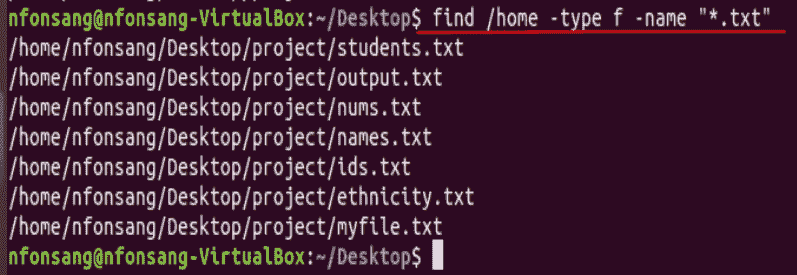 nfonsang@nfonsang-VirtualBox:~/Desktop$ find /home -type f -name "*.txt"
/home/nfonsang/Desktop/project/students.txt
/home/nfonsang/Desktop/project/output.txt
/home/nfonsang/Desktop/project/nums.txt
/home/nfonsang/Desktop/project/names.txt
/home/nfonsang/Desktop/project/ids.txt
/home/nfonsang/Desktop/project/ethnicity.txt
/home/nfonsang/Desktop/project/myfile.txt
nfonsang@nfonsang-VirtualBox:~/Desktop$